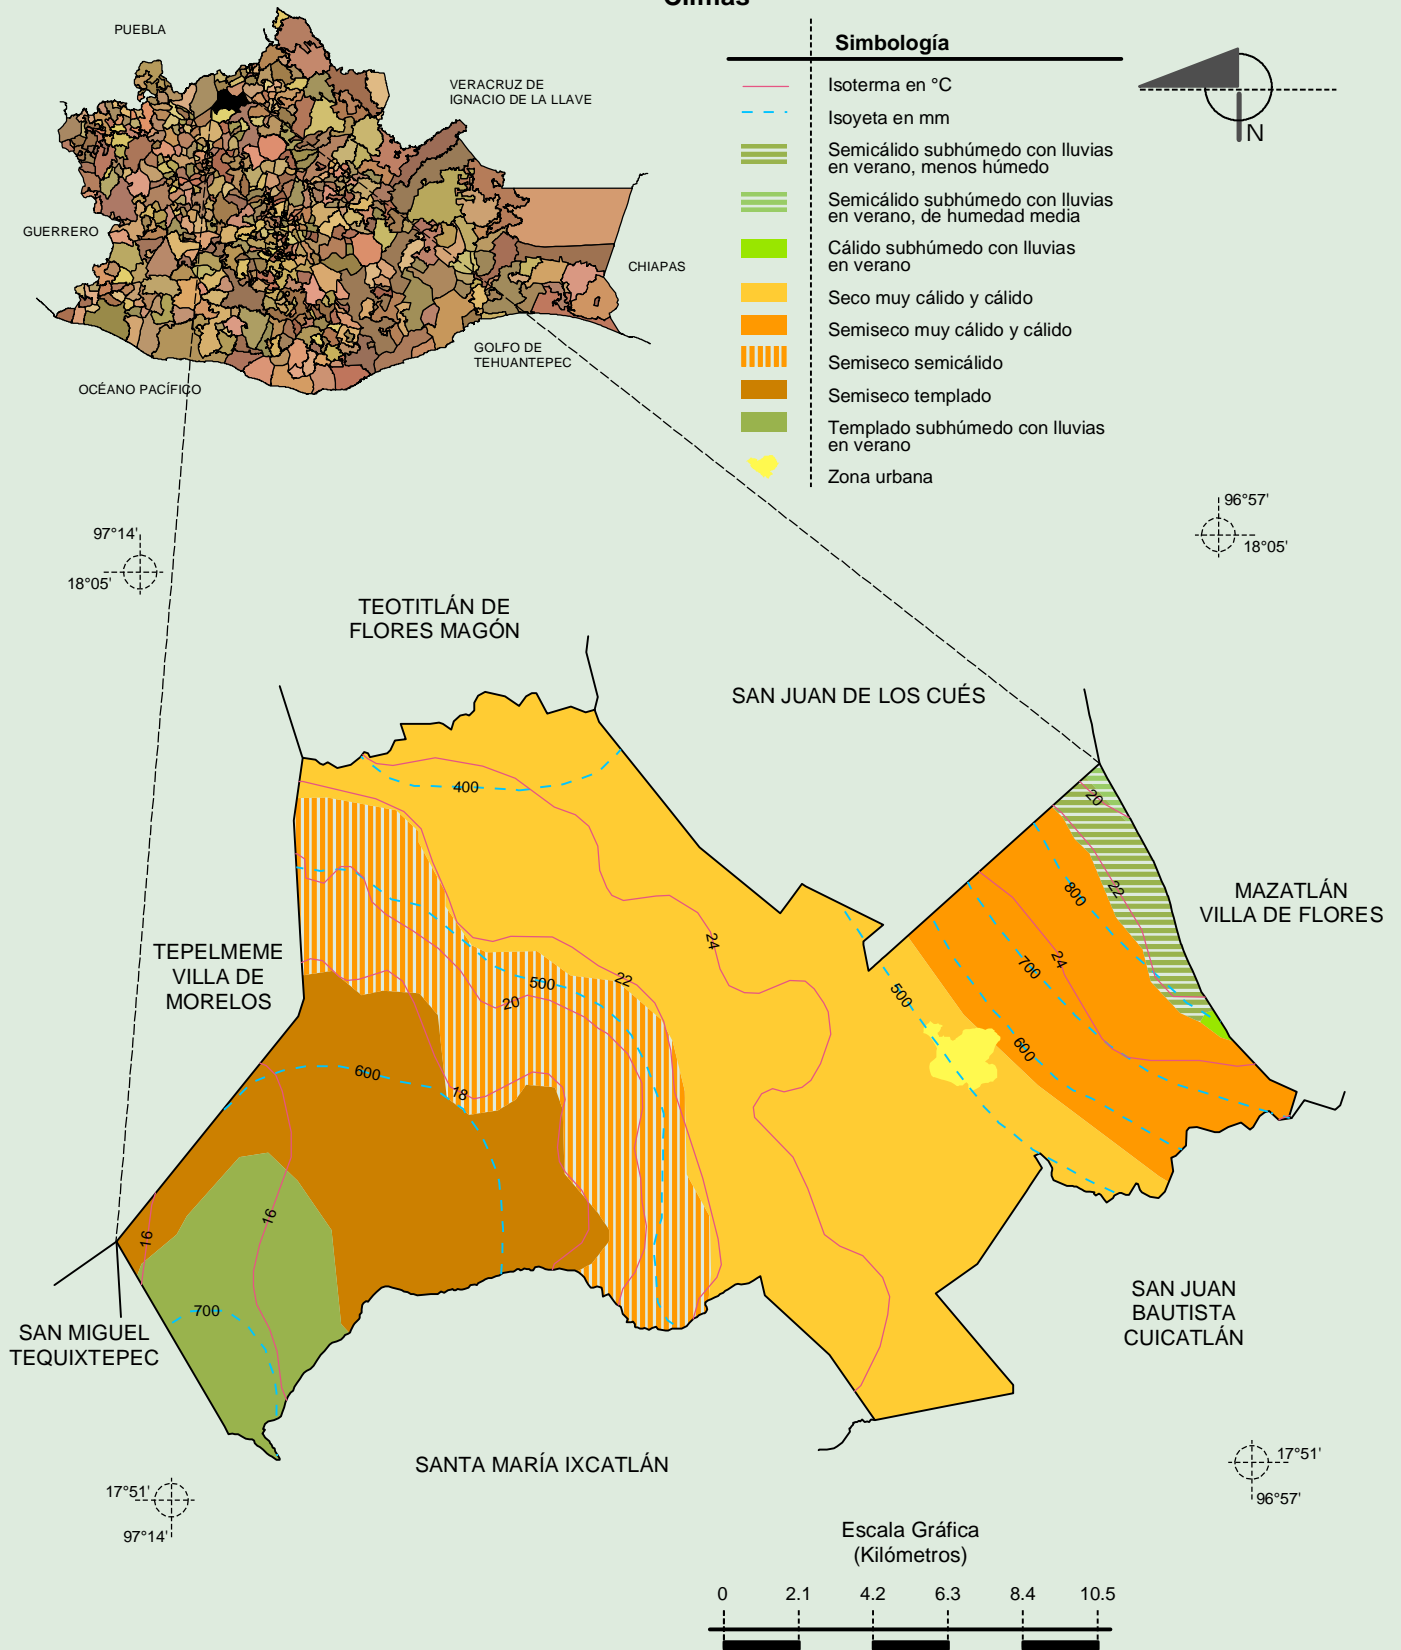 Climas
PUEBLA
VERACRUZ DE
IGNACIO DE LA LLAVE
GUERRERO
CHIAPAS
GOLFO DE
TEHUANTEPEC
OCÉANO PACÍFICO
Simbología
Isoterma en °C
Isoyeta en mm
Semicálido subhúmedo con lluvias
en verano, menos húmedo
Semicálido subhúmedo con lluvias
en verano, de humedad media
Cálido subhúmedo con lluvias
en verano
Seco muy cálido y cálido
Semiseco muy cálido y cálido
Semiseco semicálido
Semiseco templado
Templado subhúmedo con lluvias
en verano
Zona urbana
N
97°14'
18°05'
96°57'
18°05'
TEOTITLÁN DE
FLORES MAGÓN
SAN JUAN DE LOS CUÉS
MAZATLÁN
VILLA DE FLORES
TEPELMEME
VILLA DE
MORELOS
400
20
22
800
24
700
24
22
500
20
500
600
600
18
16
16
700
SAN MIGUEL
TEQUIXTEPEC
SAN JUAN
BAUTISTA
CUICATLÁN
SANTA MARÍA IXCATLÁN
17°51'
97°14'
17°51'
96°57'
Escala Gráfica
(Kilómetros)
0 2.1 4.2 6.3 8.4 10.5